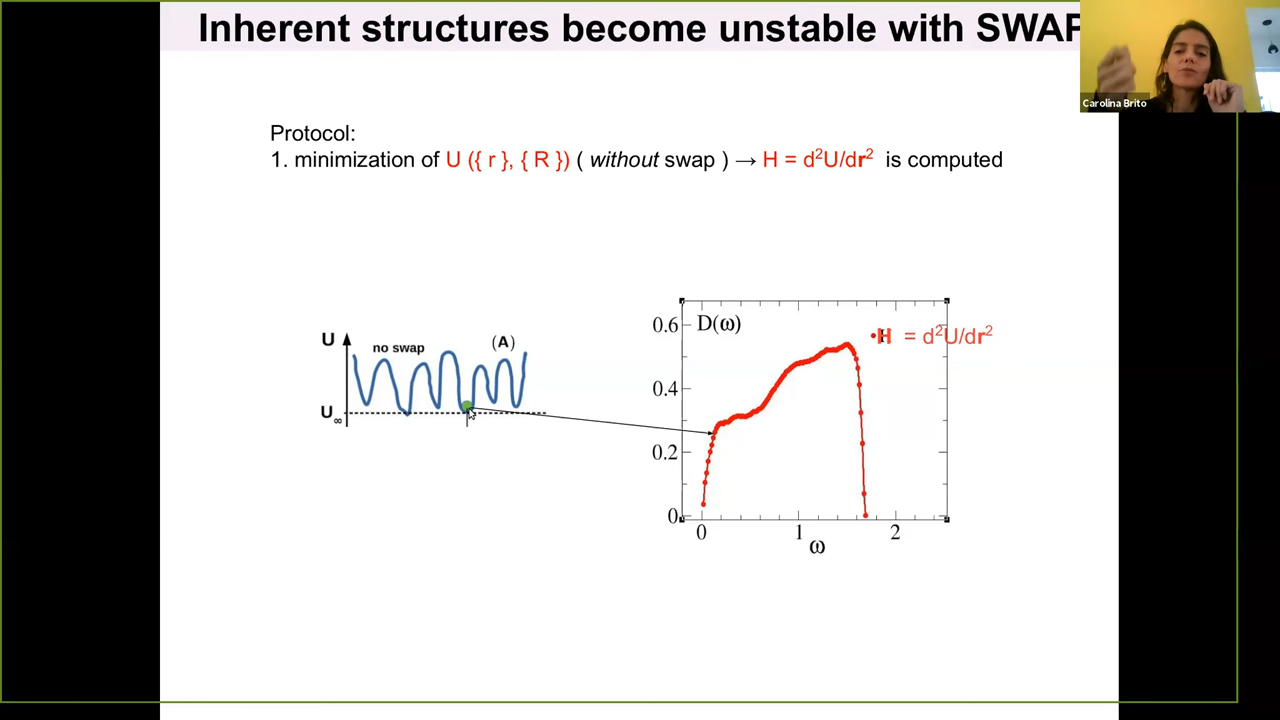 Inherent structures become unstable with SWAP
Carolina Brito
Protocol:
1. minimization of U ({ r }, { R }) ( without swap ) → H = d²U/dr² is computed
U
no swap
(A)
U∞
D(ω)
•H = d²U/dr²
0.6
0.4
0.2
0
0 1 2
ω